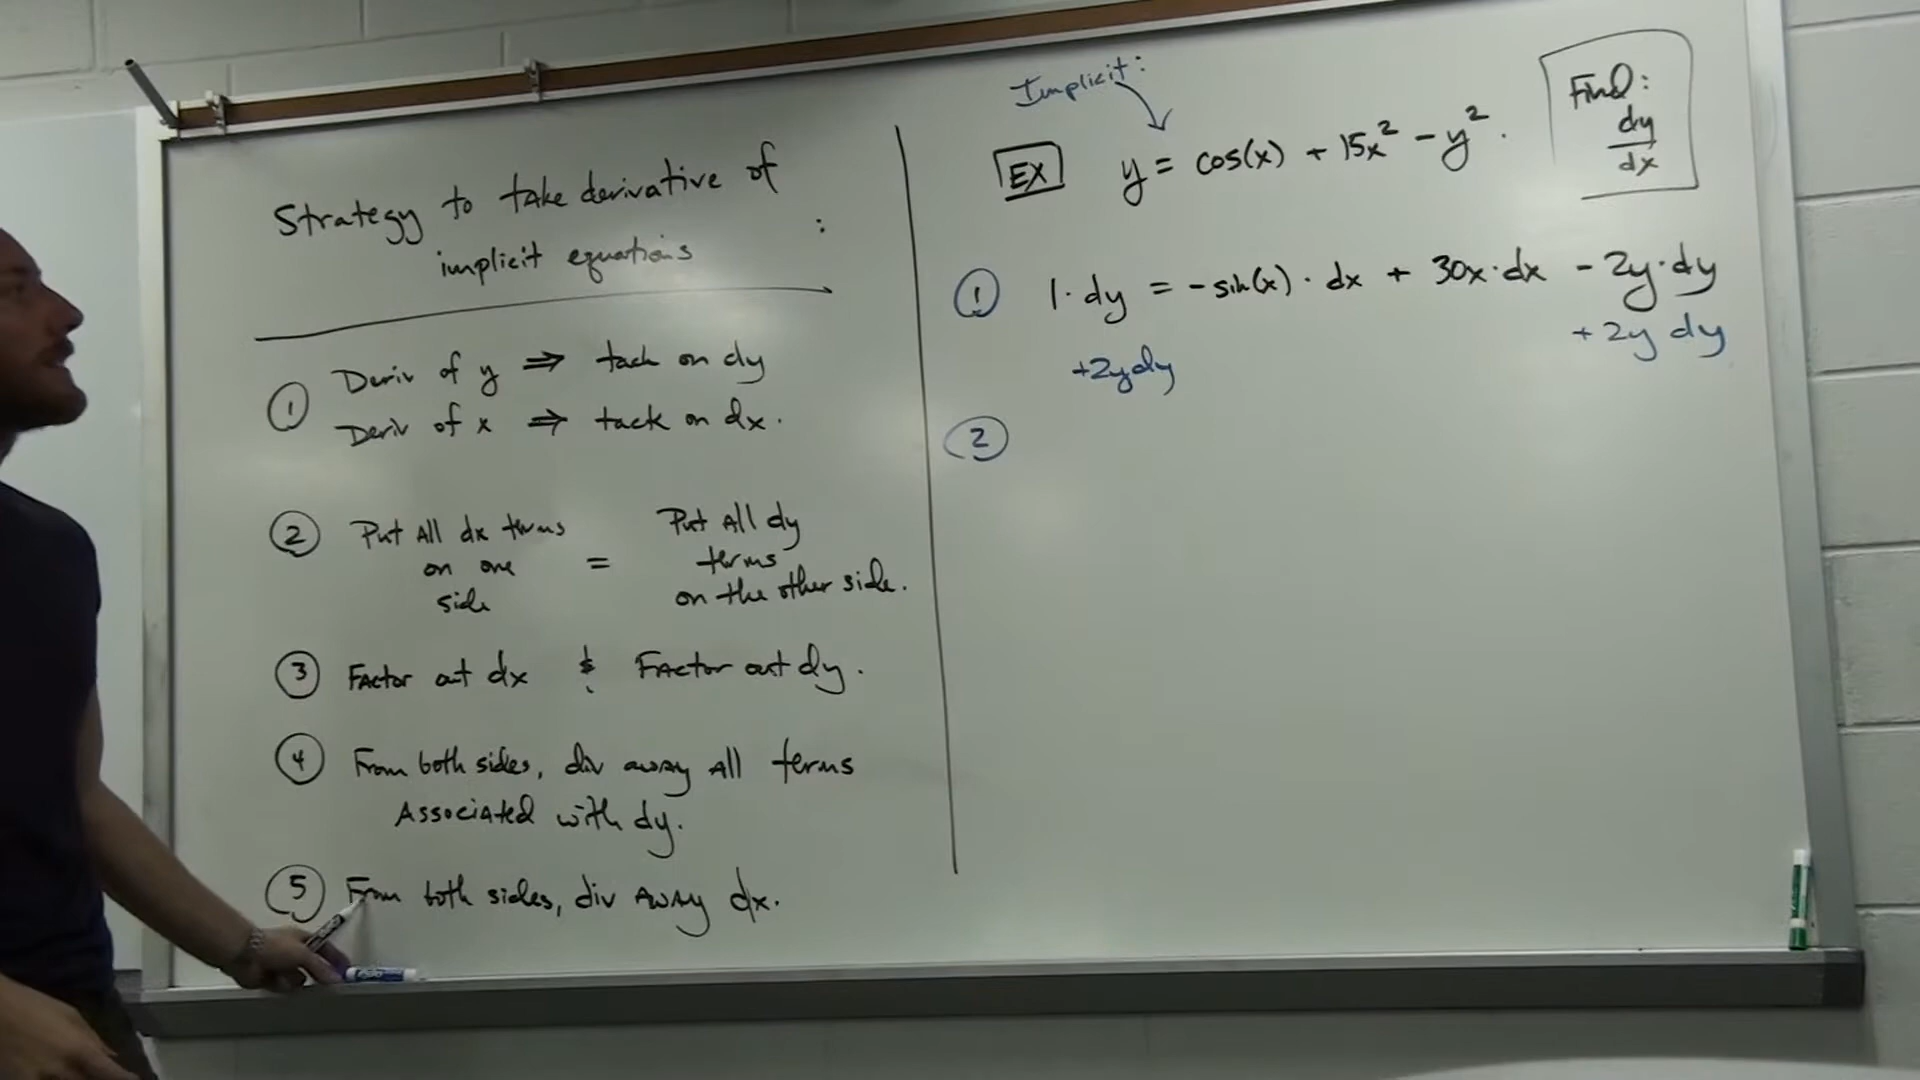 Strategy to take derivative of
implicit equations :
① Deriv of y ⇒ tack on dy
Deriv of x ⇒ tack on dx.
② Put All dx terms
on one
side
=
Put All dy
terms
on the other side.
③ Factor out dx & Factor out dy.
④ From both sides, div away All terms
Associated with dy.
⑤ From both sides, div away dx.
Implicit:
EX y = cos(x) + 15x² - y².
Find:
dy
dx
① 1· dy = -sin(x) · dx + 30x·dx - 2y·dy
+2y dy + 2y dy
②